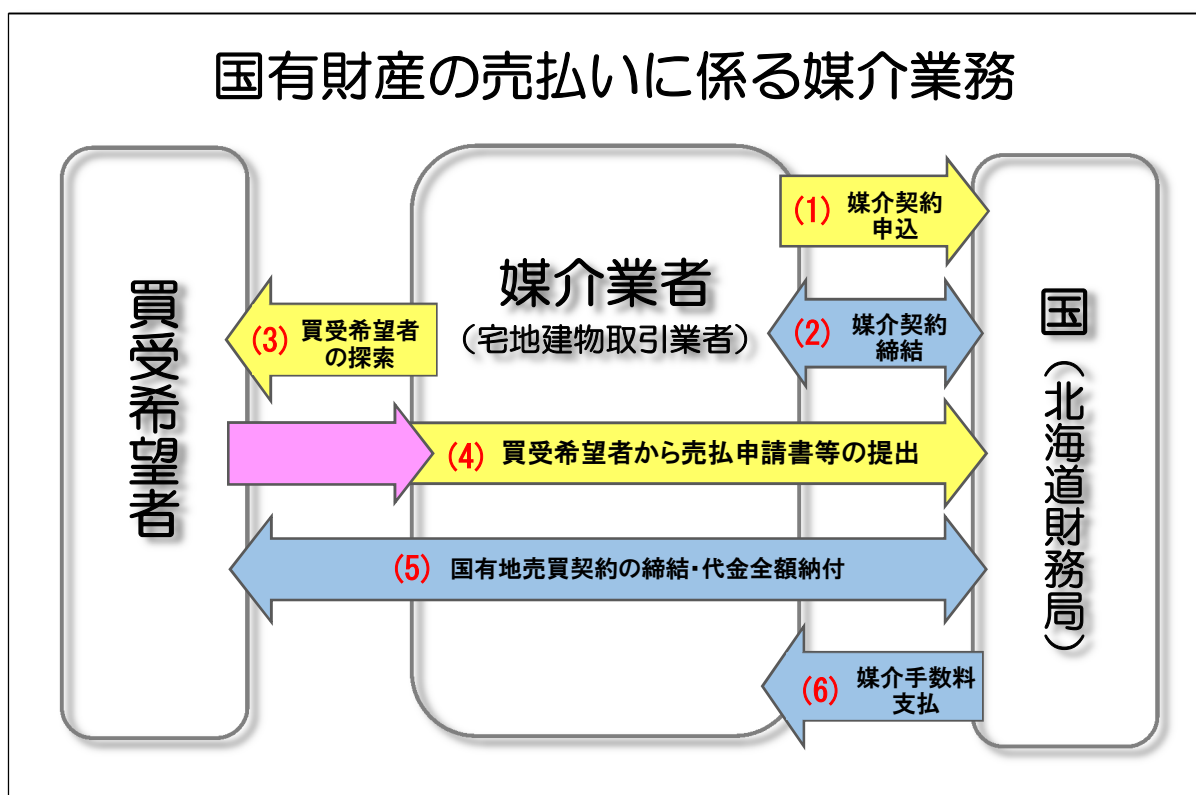 国有財産の売払いに係る媒介業務
買受希望者
媒介業者
（宅地建物取引業者）
国（北海道財務局）
(1) 媒介契約
申込
(2) 媒介契約
締結
(3) 買受希望者
の探索
(4) 買受希望者から売払申請書等の提出
(5) 国有地売買契約の締結・代金全額納付
(6) 媒介手数料
支払